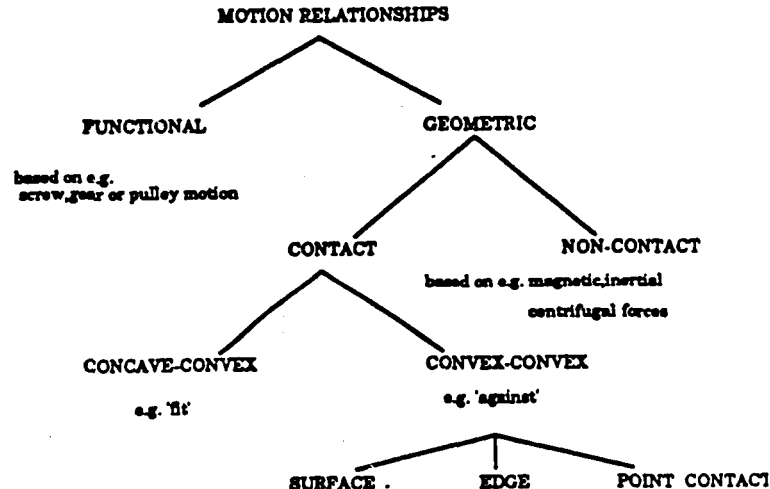 MOTION RELATIONSHIPS
FUNCTIONAL
GEOMETRIC
based on e.g.
screw,gear or pulley motion
CONTACT
NON-CONTACT
based on e.g. magnetic,inertial
centrifugal forces
CONCAVE-CONVEX
CONVEX-CONVEX
e.g. 'fit'
e.g. 'against'
SURFACE .
EDGE
POINT CONTACT